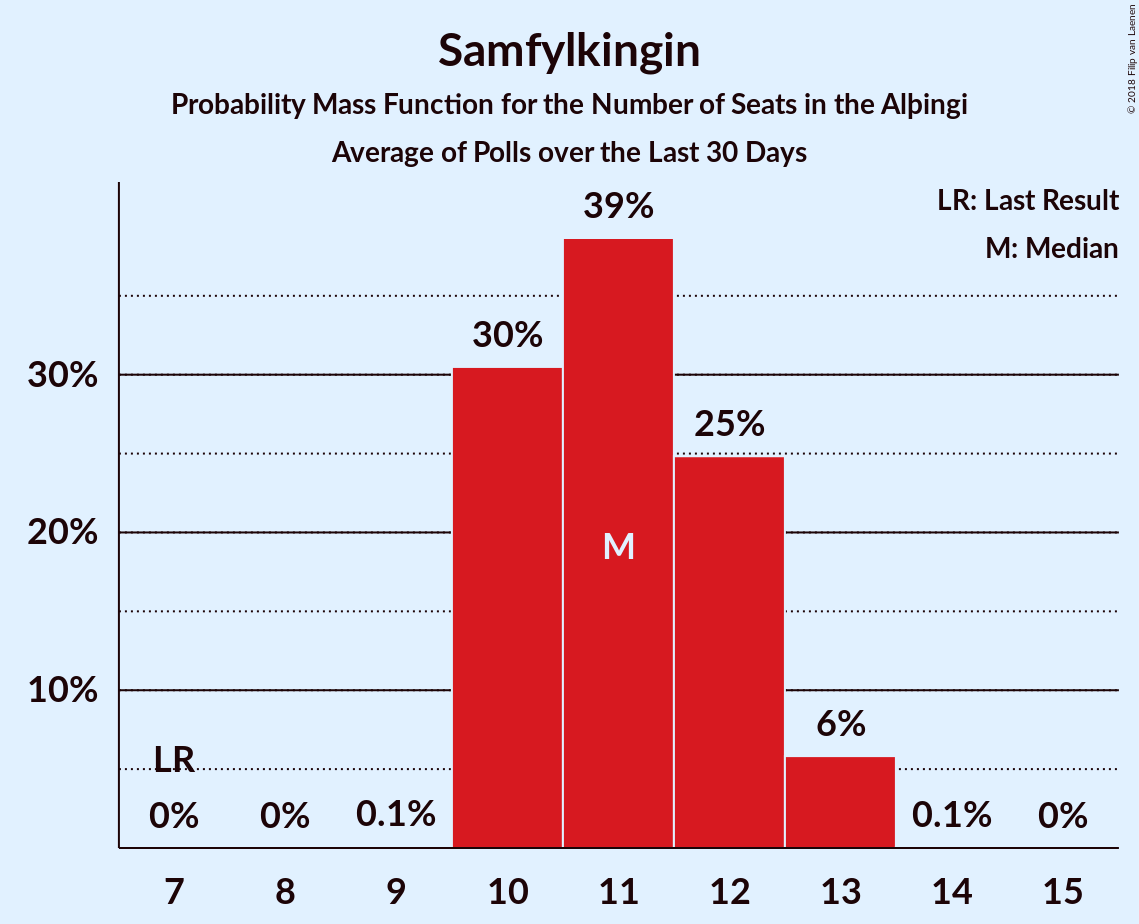 Samfylkingin
Probability Mass Function for the Number of Seats in the Alþingi
Average of Polls over the Last 30 Days
© 2018 Filip van Laenen
LR: Last Result
M: Median
39%
30%
30%
25%
M
20%
10%
6%
LR
0%
0%
0.1%
0.1%
0%
7 8 9 10 11 12 13 14 15